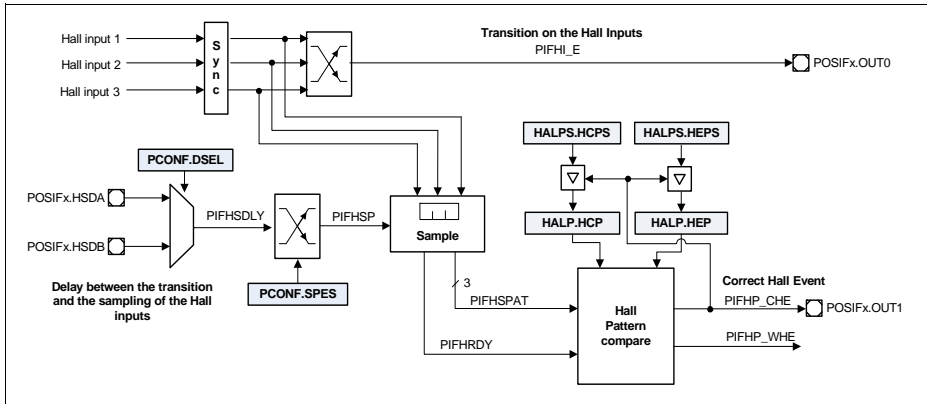 Hall input 1
Hall input 2
Hall input 3
Sync
Transition on the Hall Inputs
PIFHI_E
POSIFx.OUT0
HALPS.HCPS
HALPS.HEPS
PCONF.DSEL
POSIFx.HSDA
POSIFx.HSDB
PIFHSDLY
PIFHSP
Sample
HALP.HCP
HALP.HEP
Delay between the transition
and the sampling of the Hall
inputs
PCONF.SPES
3
PIFHSPAT
PIFHRDY
Hall
Pattern
compare
Correct Hall Event
PIFHP_CHE
POSIFx.OUT1
PIFHP_WHE